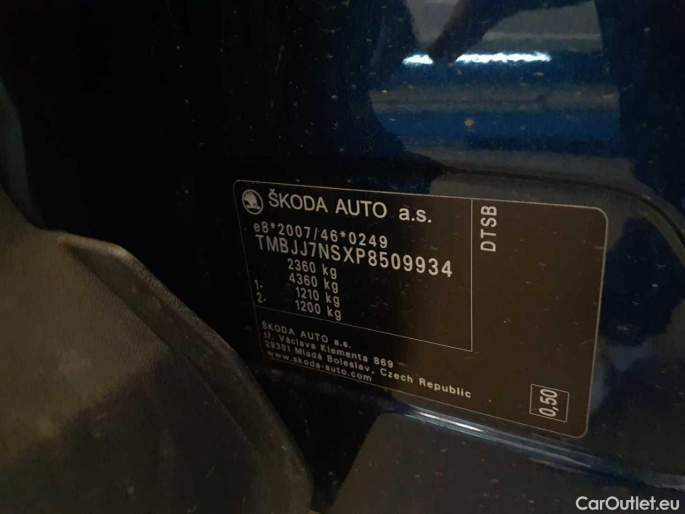 ŠKODA AUTO a.s.
e8*2007/46*0249
TMBJJ7NSXP8509934
2360 kg
4360 kg
1- 1210 kg
2- 1200 kg
ŠKODA AUTO a.s.
tř. Václava Klementa 869
29301 Mladá Boleslav, Czech Republic
www.skoda-auto.com
DTSB
0,50
CarOutlet.eu